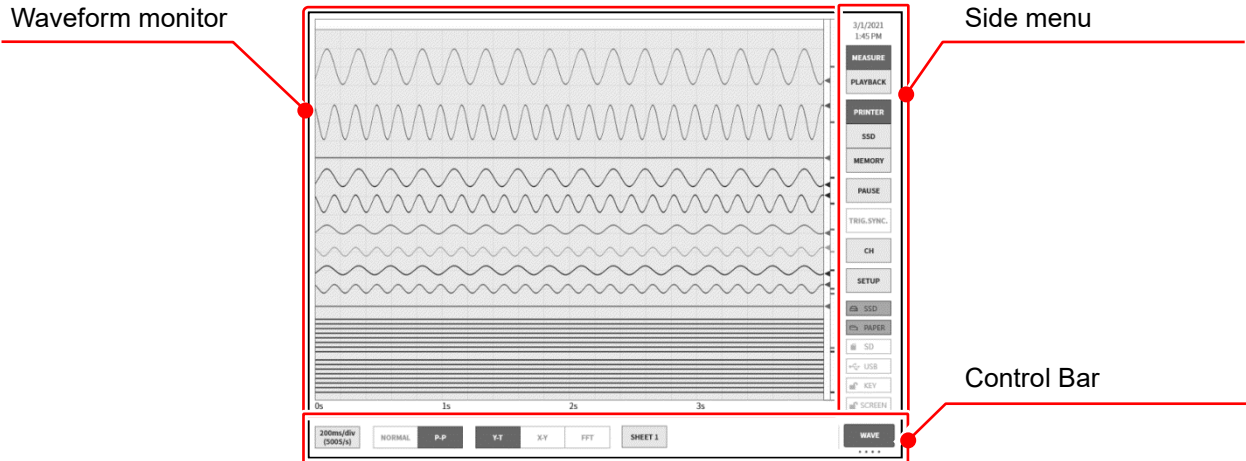 Waveform monitor
Side menu
3/1/2021
1:45 PM
MEASURE
PLAYBACK
PRINTER
SSD
MEMORY
PAUSE
TRIG.SYNC.
CH
SETUP
SSD
PAPER
SD
USB
KEY
SCREEN
Control Bar
0s 1s 2s 3s
200ms/div
(500S/s)
NORMAL P-P Y-T X-Y FFT SHEET 1 WAVE